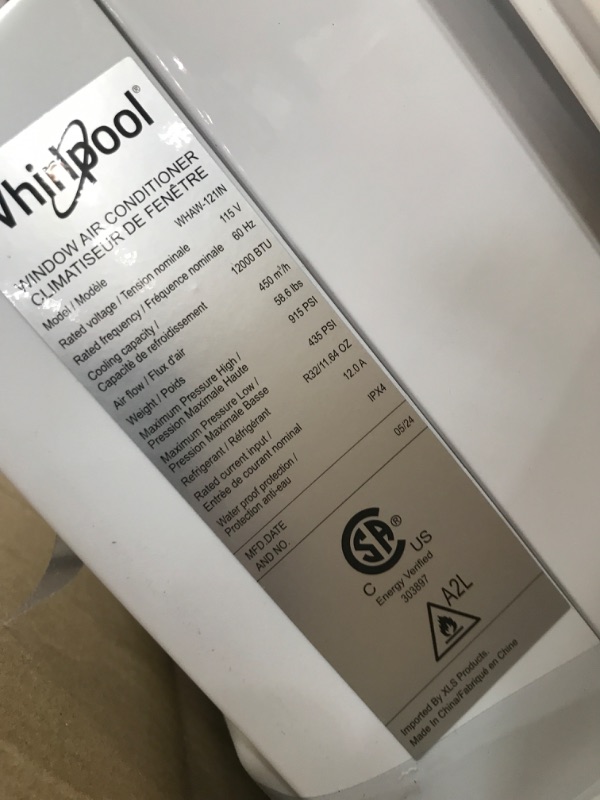 Whirlpool®
WINDOW AIR CONDITIONER
CLIMATISEUR DE FENÊTRE
Model / Modèle WHAW-121IN
Rated voltage / Tension nominale 115 V
Rated frequency / Fréquence nominale 60 Hz
Cooling capacity / 12000 BTU
Capacité de refroidissement
Air flow / Flux d'air 450 m³/h
Weight / Poids 58.6 lbs
Maximum Pressure High / 915 PSI
Pression Maximale Haute
Maximum Pressure Low / 435 PSI
Pression Maximale Basse
Refrigerant / Réfrigérant R32/11.64 OZ
Rated current input / 12.0 A
Entrée de courant nominal
Water proof protection / IPX4
Protection anti-eau
MFD.DATE 05/24
AND NO.
CSA®
C US
Energy Verified
303897
A2L
Imported By XLS Products.
Made In China/Fabriqué en Chine